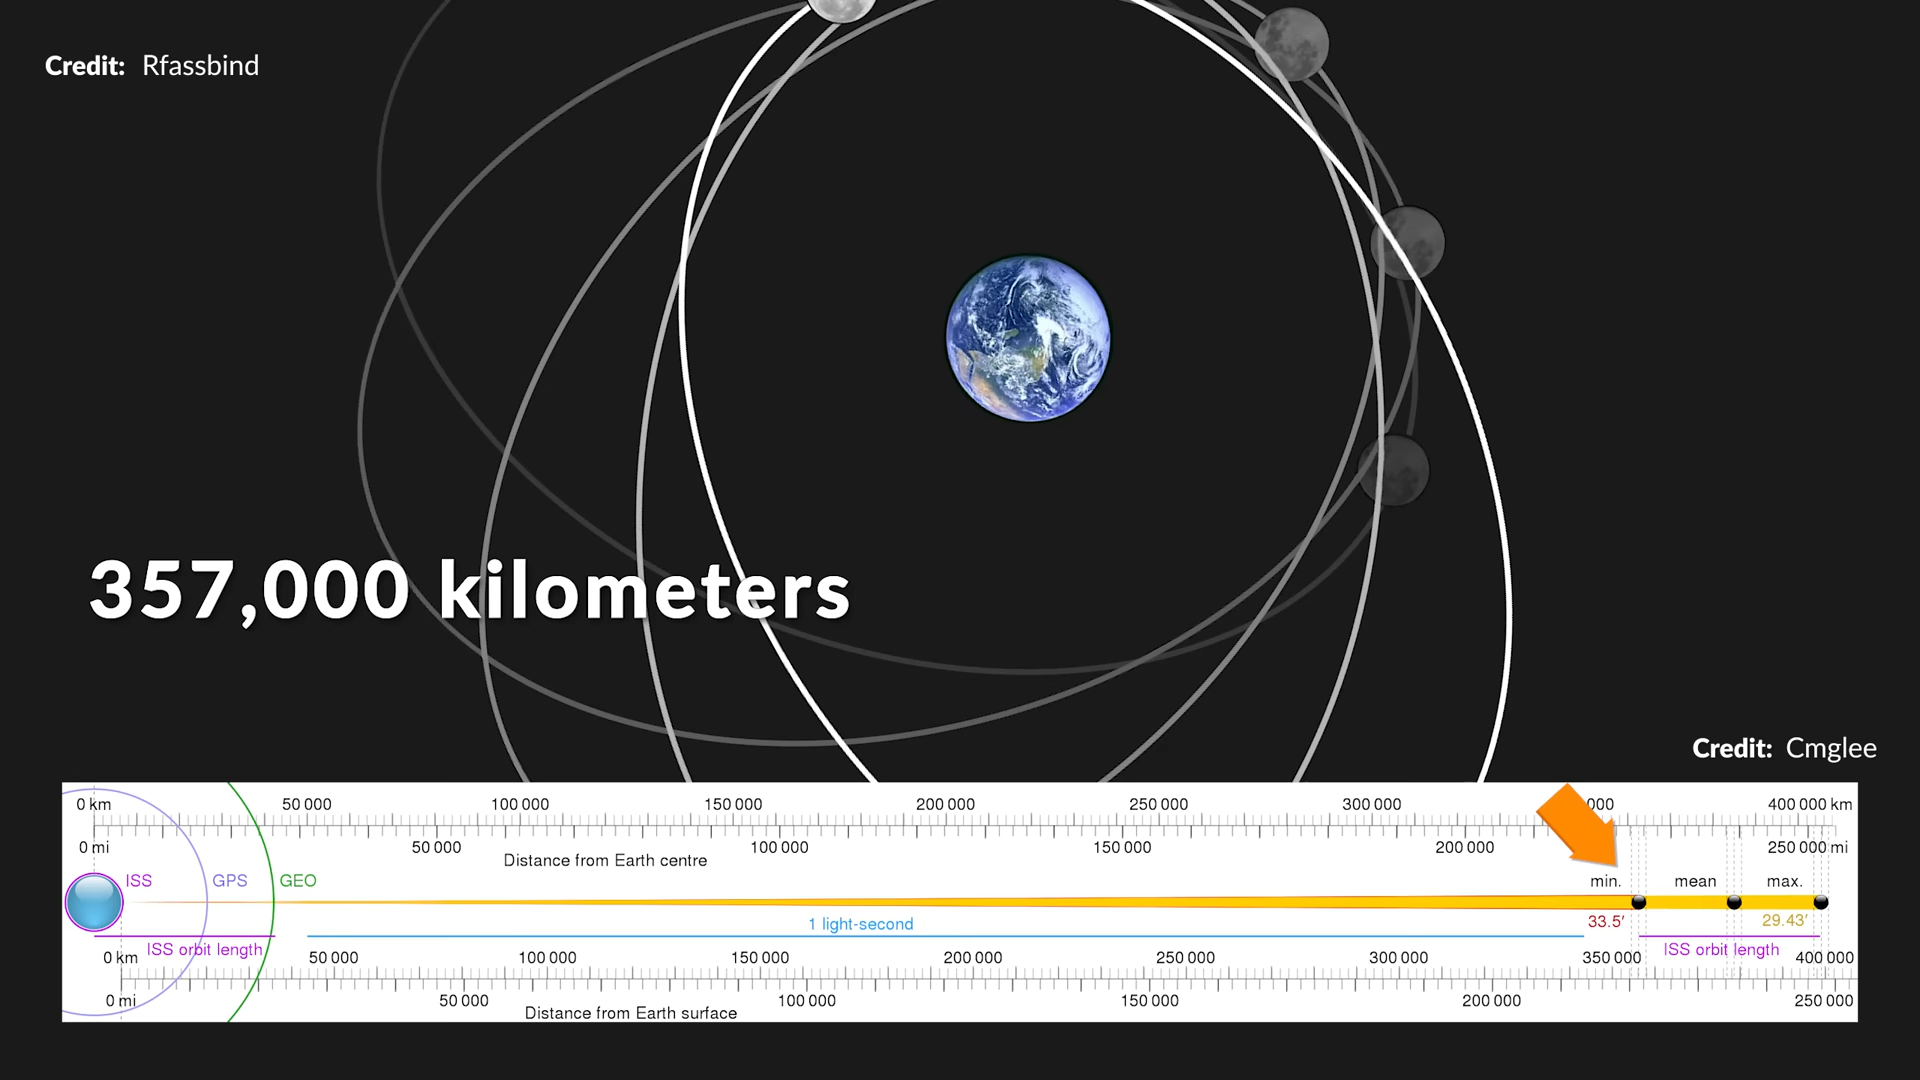 Credit: Rfassbind
357,000 kilometers
Credit: Cmglee
0 km 50 000 100 000 150 000 200 000 250 000 300 000 000 400 000 km
0 mi 50 000 100 000 150 000 200 000 250 000 mi
Distance from Earth centre
ISS GPS GEO min. mean max.
1 light-second 33.5′ 29.43′
ISS orbit length ISS orbit length
0 km 50 000 100 000 150 000 200 000 250 000 300 000 350 000 400 000
0 mi 50 000 100 000 150 000 200 000 250 000
Distance from Earth surface